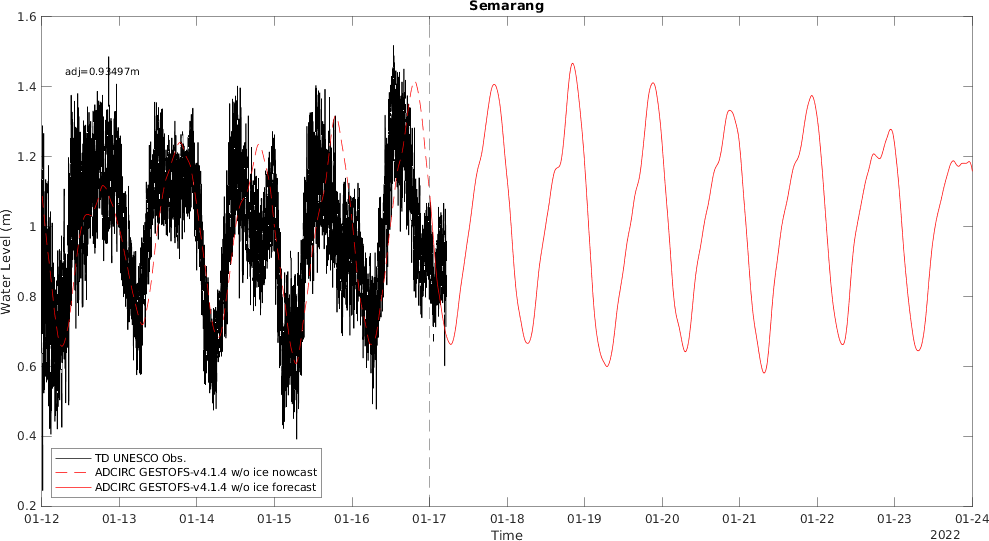 Semarang
1.6
1.4
1.2
1
0.8
0.6
0.4
0.2
Water Level (m)
adj=0.93497m
TD UNESCO Obs.
ADCIRC GESTOFS-v4.1.4 w/o ice nowcast
ADCIRC GESTOFS-v4.1.4 w/o ice forecast
01-12 01-13 01-14 01-15 01-16 01-17 01-18 01-19 01-20 01-21 01-22 01-23 01-24
Time
2022